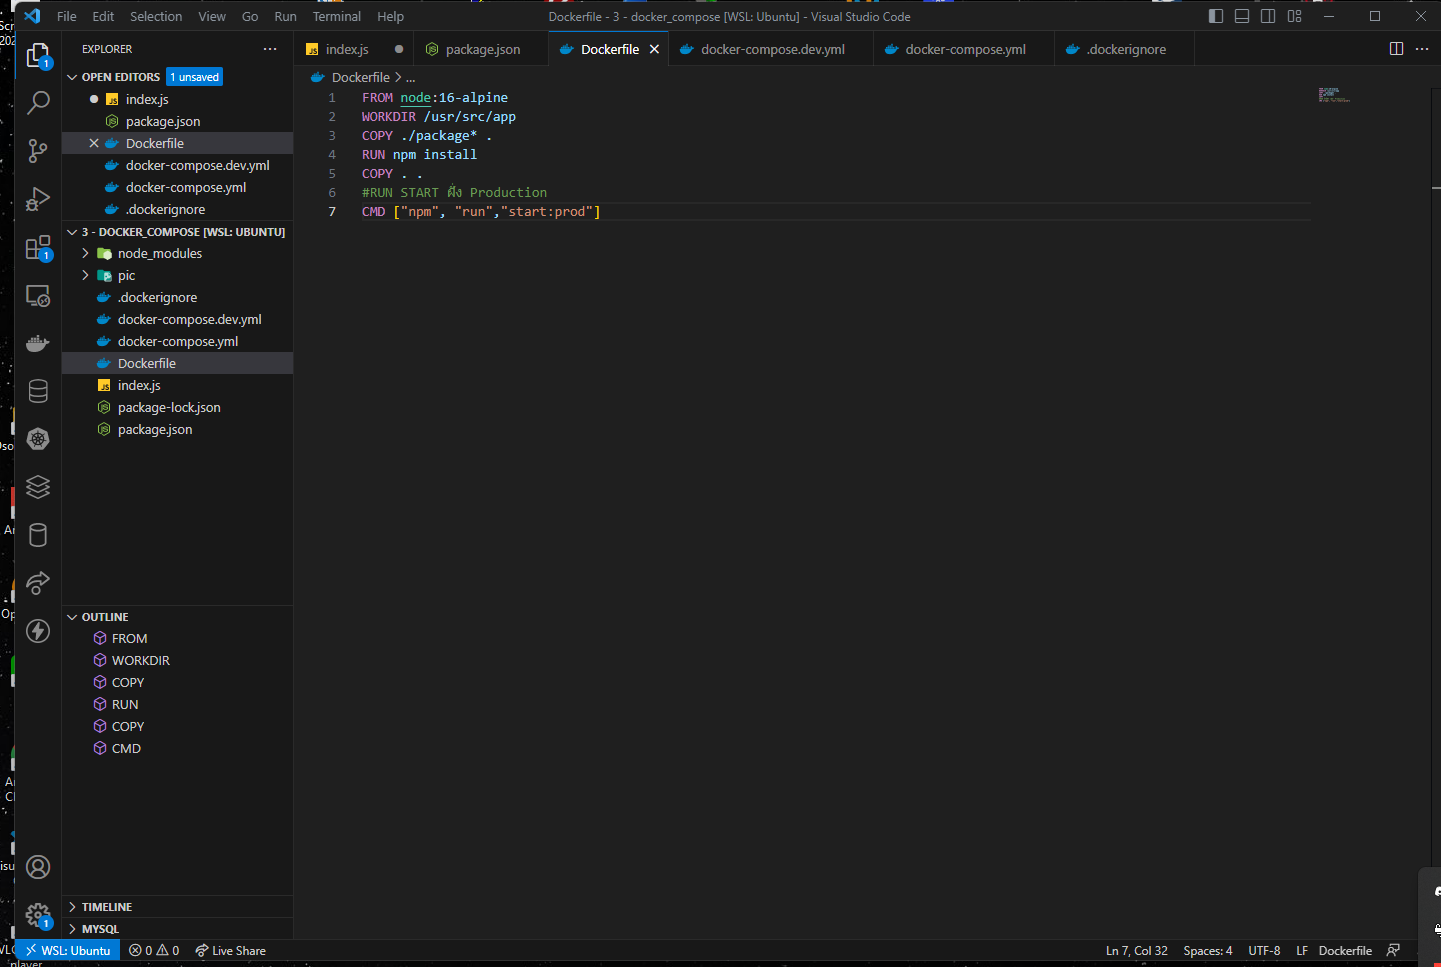 File Edit Selection View Go Run Terminal Help
Dockerfile - 3 - docker_compose [WSL: Ubuntu] - Visual Studio Code
EXPLORER
OPEN EDITORS 1 unsaved
index.js
package.json
Dockerfile
docker-compose.dev.yml
docker-compose.yml
.dockerignore
3 - DOCKER_COMPOSE [WSL: UBUNTU]
node_modules
pic
.dockerignore
docker-compose.dev.yml
docker-compose.yml
Dockerfile
index.js
package-lock.json
package.json
OUTLINE
FROM
WORKDIR
COPY
RUN
COPY
CMD
TIMELINE
MYSQL
index.js package.json Dockerfile docker-compose.dev.yml docker-compose.yml .dockerignore
Dockerfile > ...
1 FROM node:16-alpine
2 WORKDIR /usr/src/app
3 COPY ./package* .
4 RUN npm install
5 COPY . .
6 #RUN START ฝั่ง Production
7 CMD ["npm", "run","start:prod"]
WSL: Ubuntu 0 0 Live Share
Ln 7, Col 32 Spaces: 4 UTF-8 LF Dockerfile